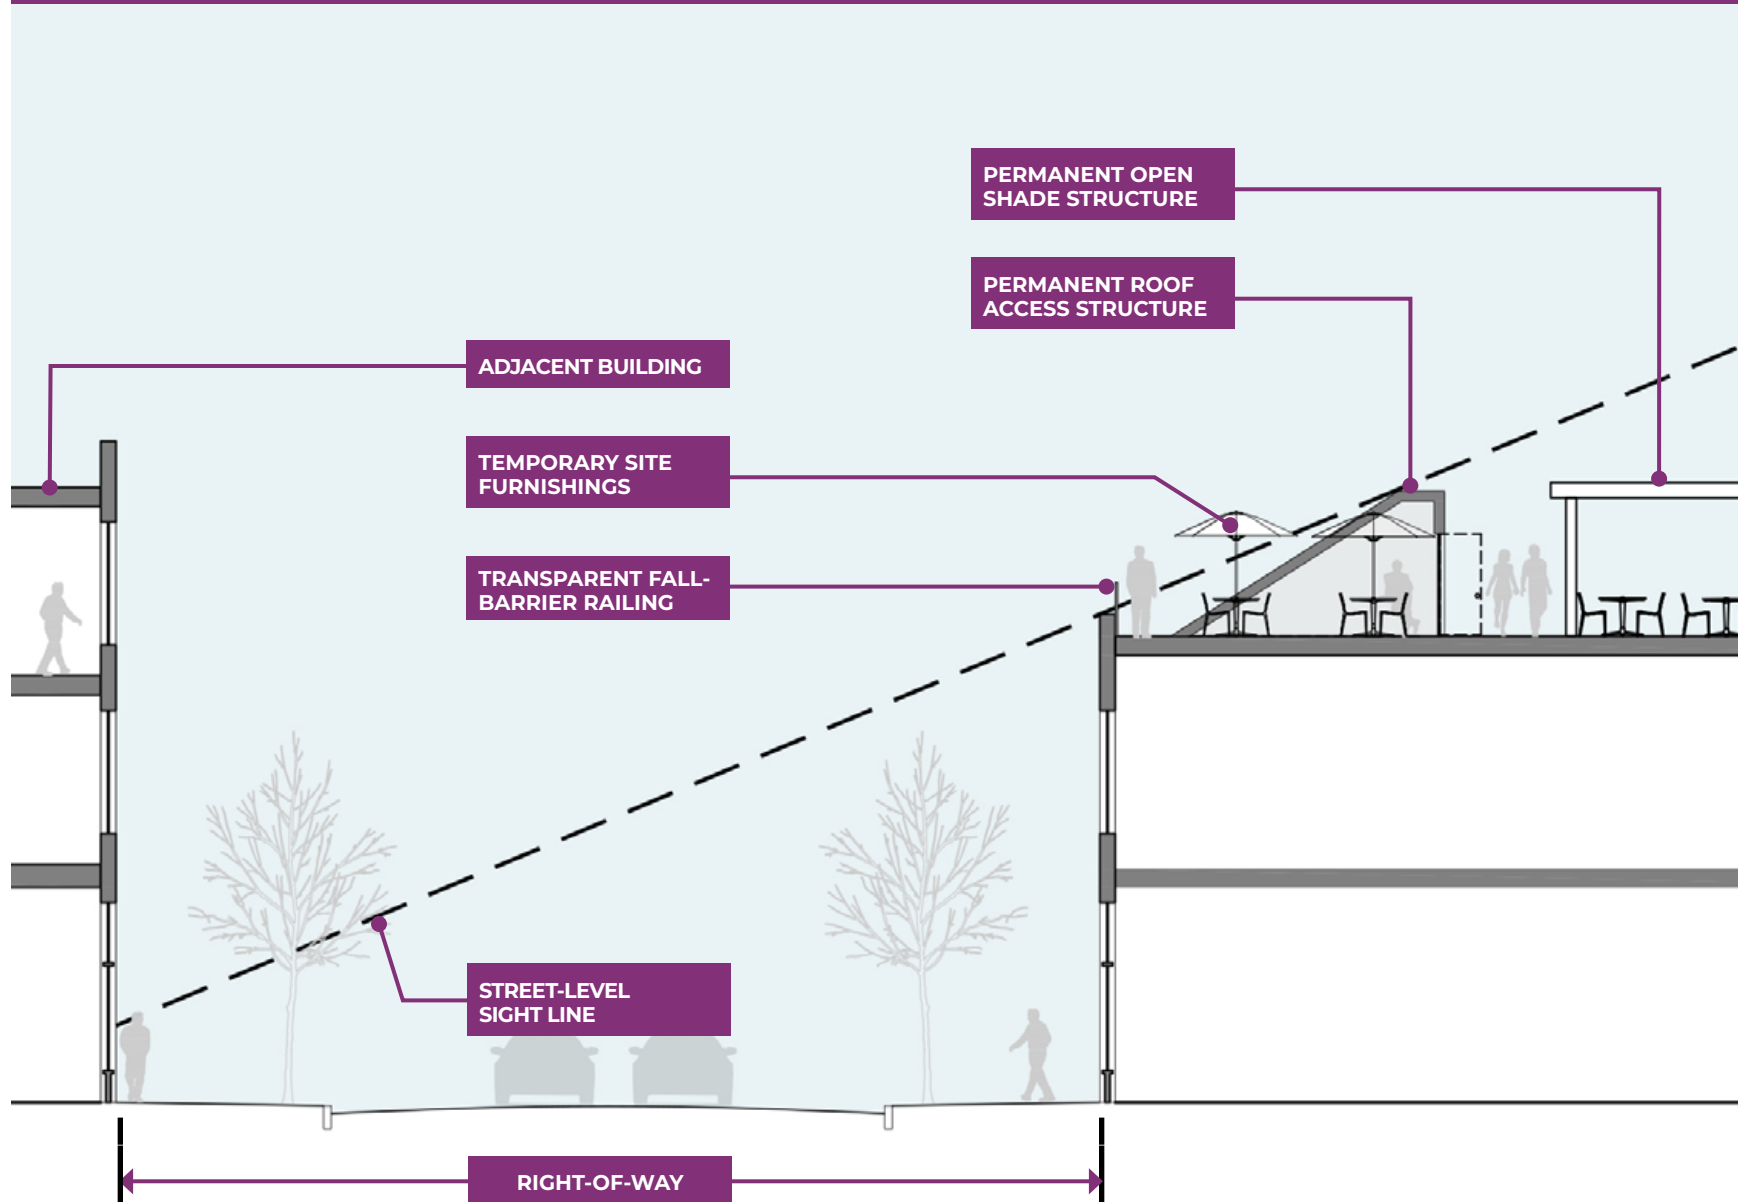 PERMANENT OPEN
SHADE STRUCTURE
PERMANENT ROOF
ACCESS STRUCTURE
ADJACENT BUILDING
TEMPORARY SITE
FURNISHINGS
TRANSPARENT FALL-
BARRIER RAILING
STREET-LEVEL
SIGHT LINE
RIGHT-OF-WAY